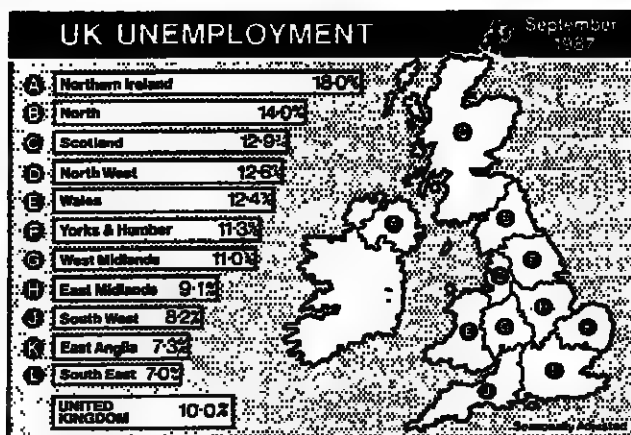 UK UNEMPLOYMENT
September
1987
A Northern Ireland 18·0%
B North 14·0%
C Scotland 12·9%
D North West 12·6%
E Wales 12·4%
F Yorks & Humber 11·3%
G West Midlands 11·0%
H East Midlands 9·1%
J South West 8·2%
K East Anglia 7·3%
L South East 7·0%
UNITED
KINGDOM 10·0%
Seasonally Adjusted